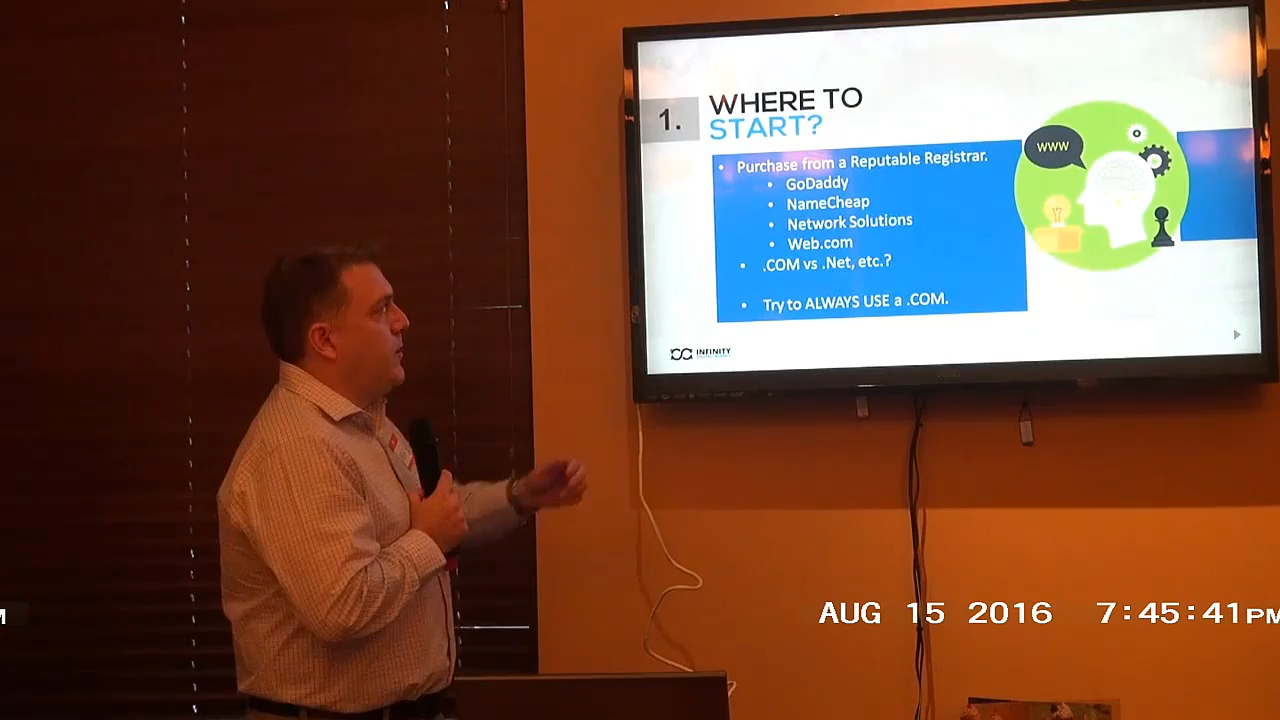 1.
WHERE TO
START?
• Purchase from a Reputable Registrar.
• GoDaddy
• NameCheap
• Network Solutions
• Web.com
• .COM vs .Net, etc.?
• Try to ALWAYS USE a .COM.
WWW
INFINITY
M
AUG 15 2016 7:45:41PM